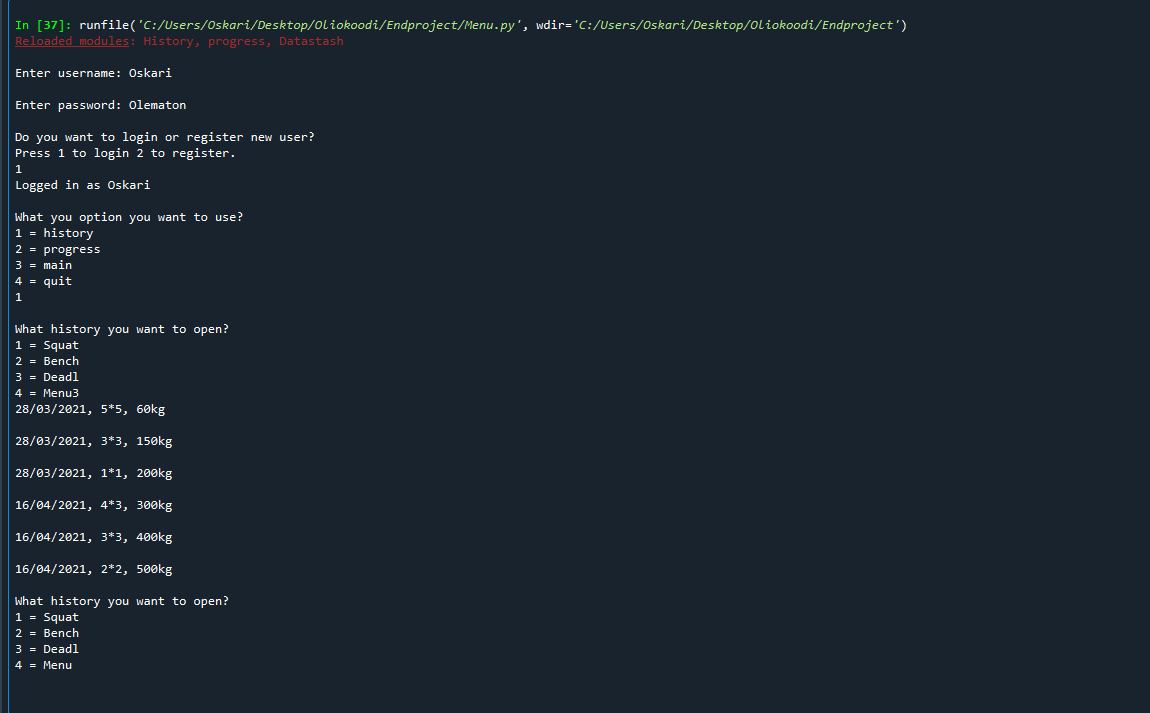 In [37]: runfile('C:/Users/Oskari/Desktop/Oliokoodi/Endproject/Menu.py', wdir='C:/Users/Oskari/Desktop/Oliokoodi/Endproject')
Reloaded modules: History, progress, Datastash
Enter username: Oskari
Enter password: Olematon
Do you want to login or register new user?
Press 1 to login 2 to register.
1
Logged in as Oskari
What you option you want to use?
1 = history
2 = progress
3 = main
4 = quit
1
What history you want to open?
1 = Squat
2 = Bench
3 = Deadl
4 = Menu3
28/03/2021, 5*5, 60kg
28/03/2021, 3*3, 150kg
28/03/2021, 1*1, 200kg
16/04/2021, 4*3, 300kg
16/04/2021, 3*3, 400kg
16/04/2021, 2*2, 500kg
What history you want to open?
1 = Squat
2 = Bench
3 = Deadl
4 = Menu